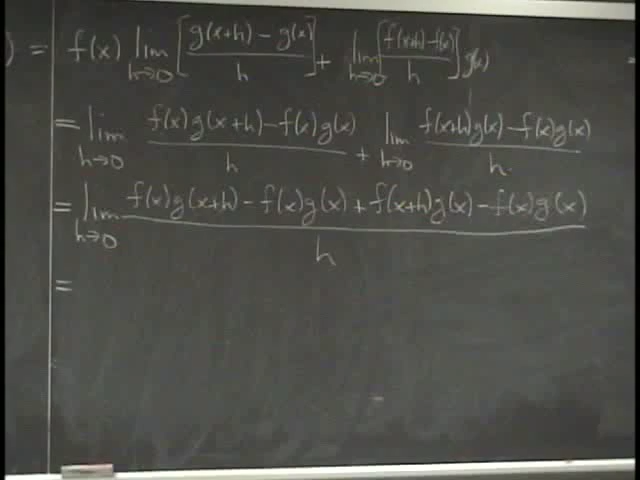 ) = f(x) lim h→0 [g(x+h) - g(x) / h] + lim h→0 [f(x+h) - f(x) / h] g(x)
= lim h→0 f(x)g(x+h) - f(x)g(x) / h + lim h→0 f(x+h)g(x) - f(x)g(x) / h
= lim h→0 f(x)g(x+h) - f(x)g(x) + f(x+h)g(x) - f(x)g(x) / h
=